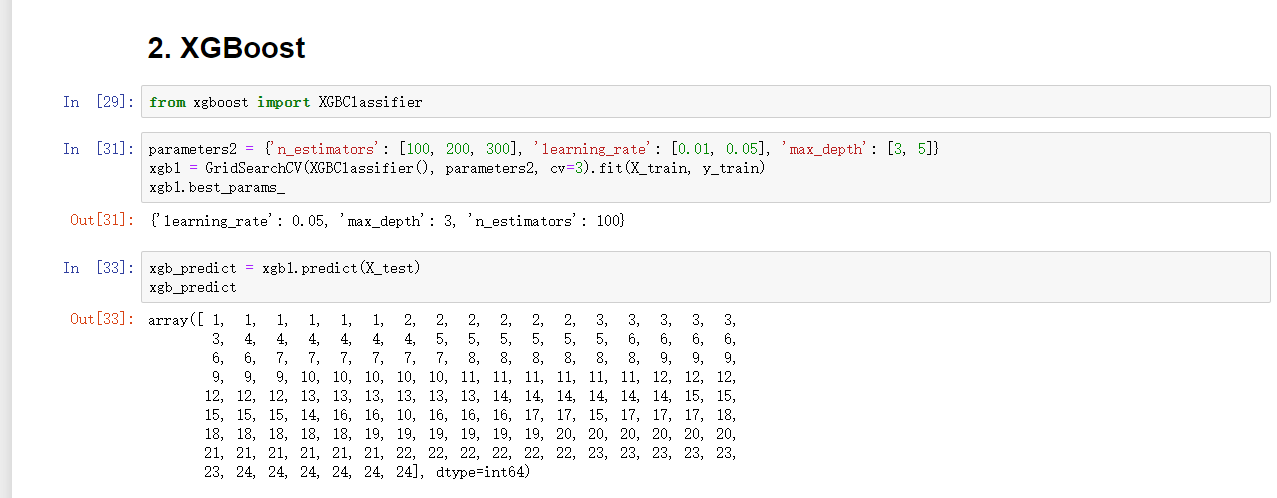 2. XGBoost
In [29]: from xgboost import XGBClassifier
In [31]: parameters2 = {'n_estimators': [100, 200, 300], 'learning_rate': [0.01, 0.05], 'max_depth': [3, 5]}
xgb1 = GridSearchCV(XGBClassifier(), parameters2, cv=3).fit(X_train, y_train)
xgb1.best_params_
Out[31]: {'learning_rate': 0.05, 'max_depth': 3, 'n_estimators': 100}
In [33]: xgb_predict = xgb1.predict(X_test)
xgb_predict
Out[33]: array([ 1, 1, 1, 1, 1, 1, 2, 2, 2, 2, 2, 2, 3, 3, 3, 3, 3,
3, 4, 4, 4, 4, 4, 4, 5, 5, 5, 5, 5, 5, 6, 6, 6, 6,
6, 6, 7, 7, 7, 7, 7, 7, 8, 8, 8, 8, 8, 8, 9, 9, 9,
9, 9, 9, 10, 10, 10, 10, 10, 11, 11, 11, 11, 11, 11, 12, 12, 12,
12, 12, 12, 13, 13, 13, 13, 13, 13, 14, 14, 14, 14, 14, 14, 15, 15,
15, 15, 15, 14, 16, 16, 10, 16, 16, 16, 17, 17, 15, 17, 17, 17, 18,
18, 18, 18, 18, 18, 19, 19, 19, 19, 19, 19, 20, 20, 20, 20, 20, 20,
21, 21, 21, 21, 21, 21, 22, 22, 22, 22, 22, 22, 23, 23, 23, 23, 23,
23, 24, 24, 24, 24, 24, 24], dtype=int64)